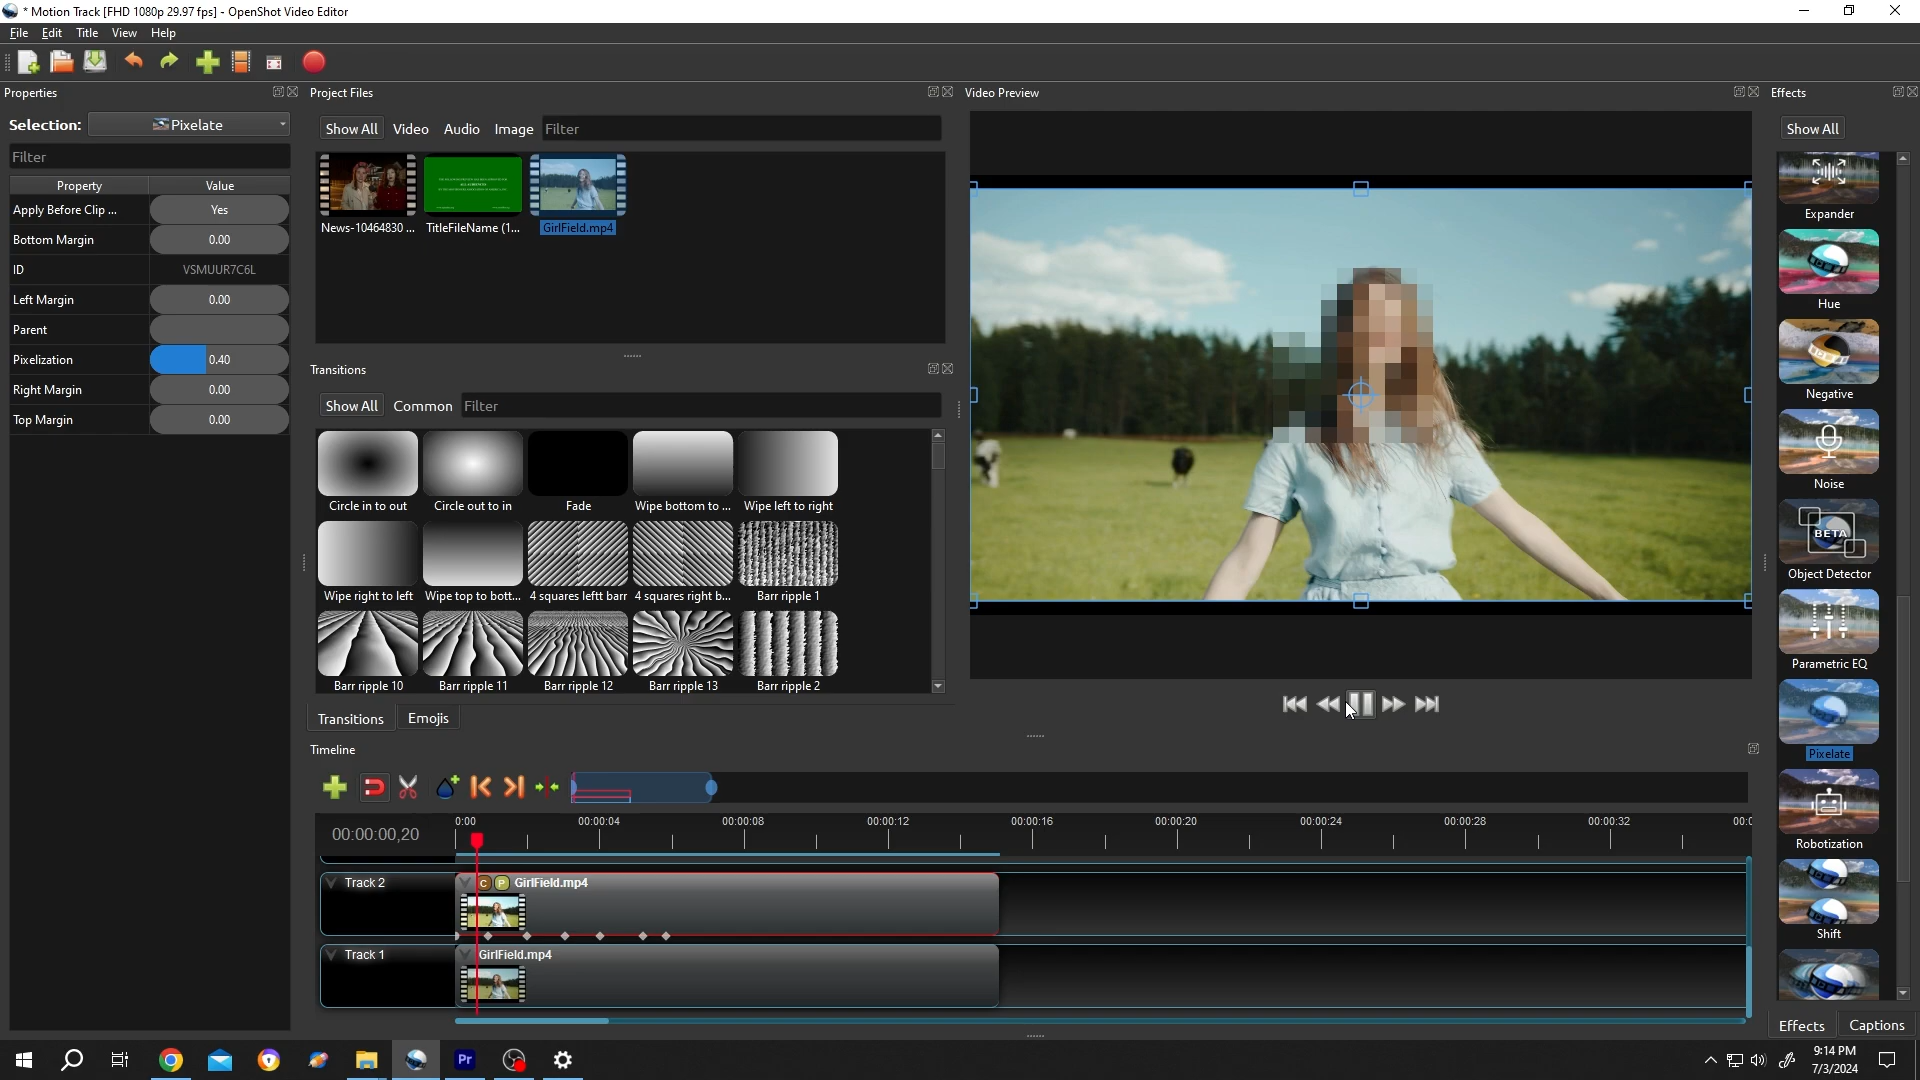 * Motion Track [FHD 1080p 29.97 fps] - OpenShot Video Editor
File Edit Title View Help
Properties
Selection: Pixelate
Filter
Property Value
Apply Before Clip ... Yes
Bottom Margin 0.00
ID VSMUUR7C6L
Left Margin 0.00
Parent
Pixelization 0.40
Right Margin 0.00
Top Margin 0.00
Project Files
Show All Video Audio Image Filter
News-10464830 ... TitleFileName (1... GirlField.mp4
Transitions
Show All Common Filter
Circle in to out Circle out to in Fade Wipe bottom to ... Wipe left to right
Wipe right to left Wipe top to bott... 4 squares leftt barr 4 squares right b... Barr ripple 1
Barr ripple 10 Barr ripple 11 Barr ripple 12 Barr ripple 13 Barr ripple 2
Transitions Emojis
Video Preview
Effects
Show All
Expander
Hue
Negative
Noise
BETA
Object Detector
Parametric EQ
Pixelate
Robotization
Shift
Effects Captions
Timeline
00:00:00,20
0:00 00:00:04 00:00:08 00:00:12 00:00:16 00:00:20 00:00:24 00:00:28 00:00:32 00:0
Track 2 C P GirlField.mp4
Track 1 GirlField.mp4
Pr
9:14 PM
7/3/2024